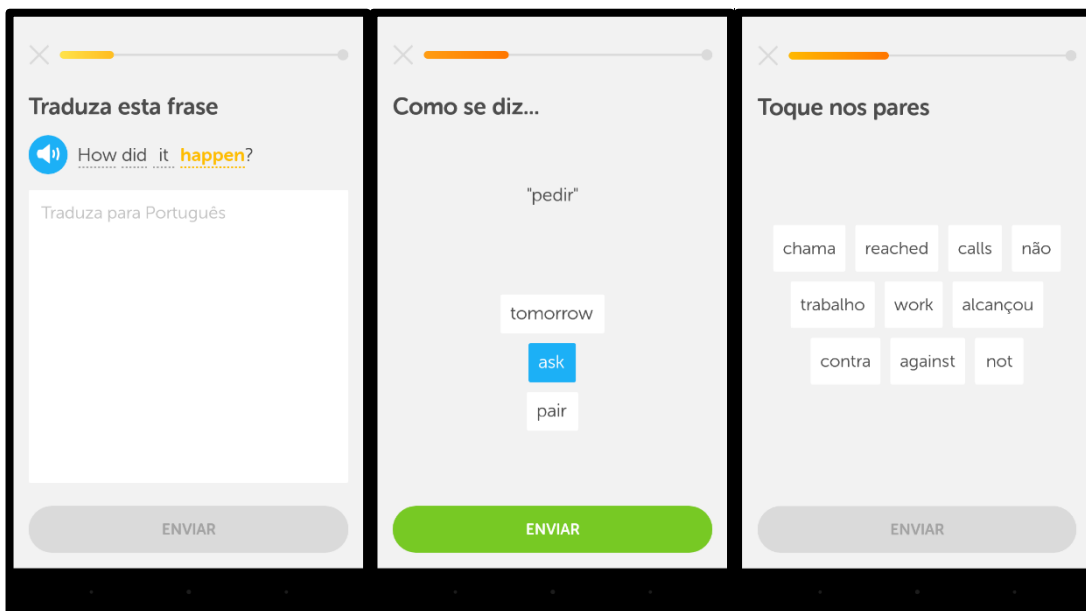 Traduza esta frase
How did it happen?
Traduza para Português
ENVIAR
Como se diz...
"pedir"
tomorrow
ask
pair
ENVIAR
Toque nos pares
chama reached calls não
trabalho work alcançou
contra against not
ENVIAR